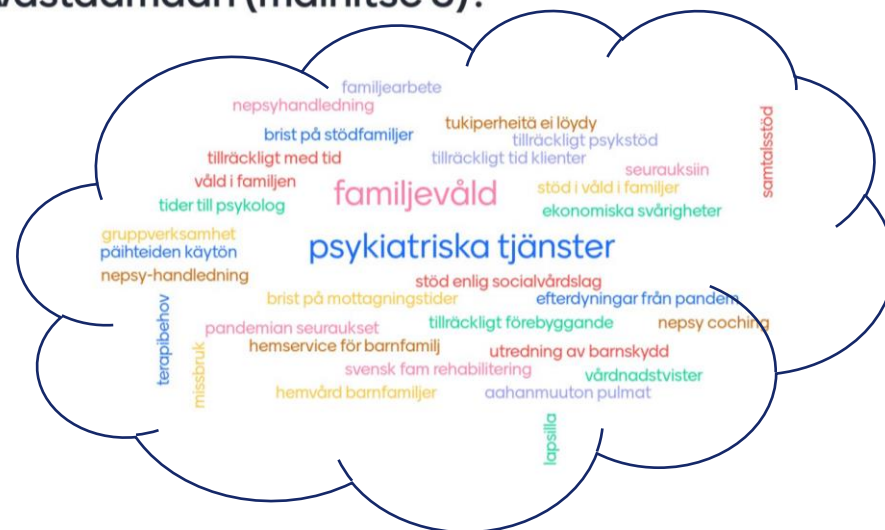 (mainitse 3)?
familjearbete
nepsyhandledning
tukiperheitä ei löydy
brist på stödfamiljer
tillräckligt psykstöd
tillräckligt med tid
tillräckligt tid klienter
seurauksiin
samtalsstöd
våld i familjen
familjevåld
stöd i våld i familjer
tider till psykolog
ekonomiska svårigheter
gruppverksamhet
psykiatriska tjänster
päihteiden käytön
nepsy-handledning
stöd enlig socialvårdslag
brist på mottagningstider
efterdyningar från pandem
terapibehov
pandemian seuraukset
tillräckligt förebyggande
nepsy coching
missbruk
hemservice för barnfamilj
utredning av barnskydd
svensk fam rehabilitering
vårdnadstvister
hemvård barnfamiljer
aahanmuuton pulmat
lapsilla